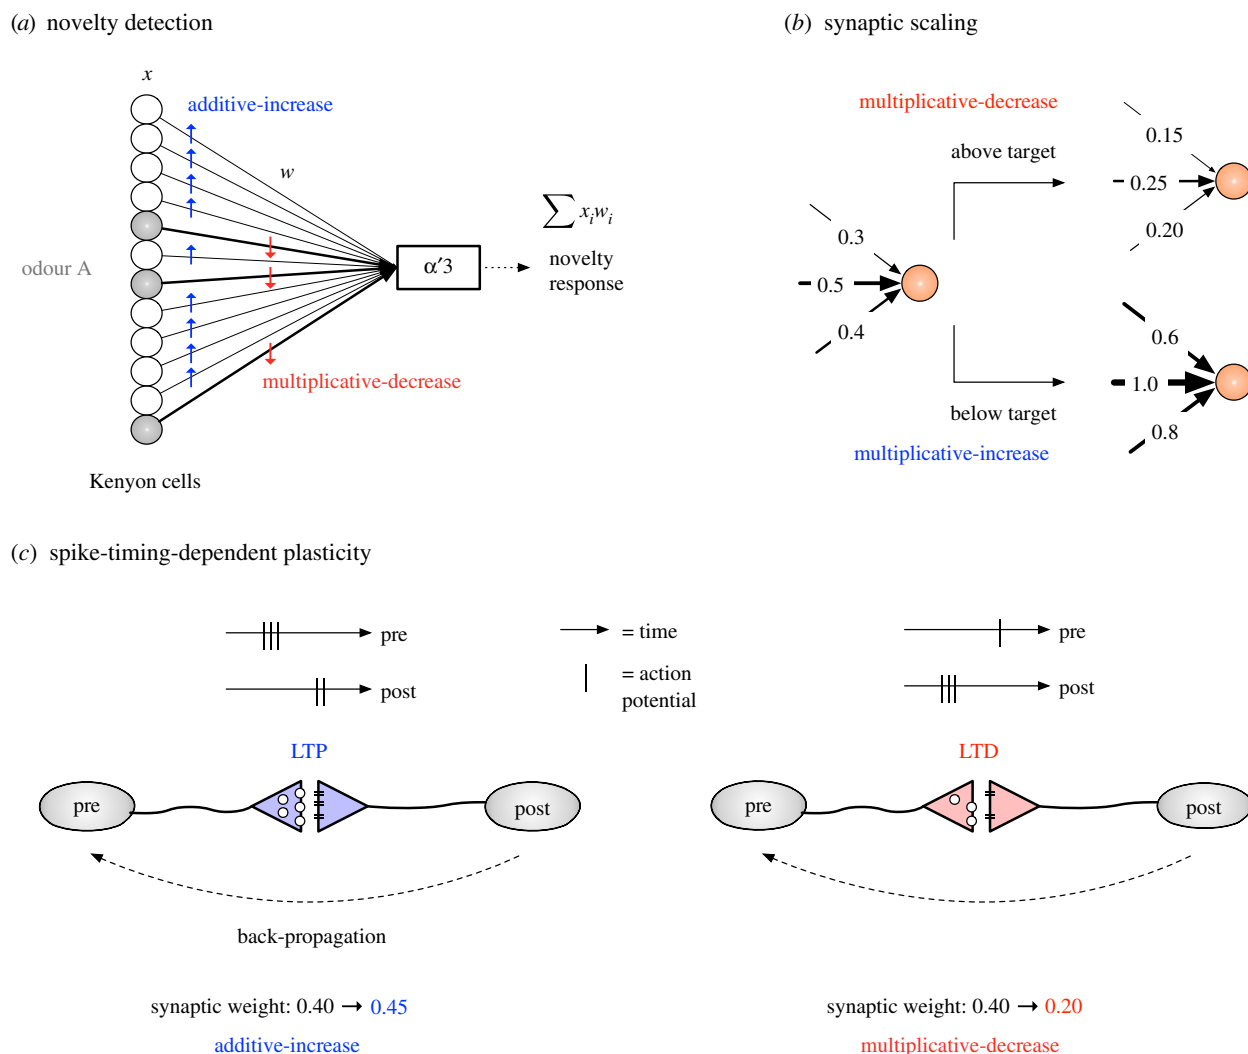 (a) novelty detection
x
additive-increase
w
odour A
α′3
∑ xᵢwᵢ
novelty
response
multiplicative-decrease
Kenyon cells
(b) synaptic scaling
multiplicative-decrease
above target
0.15
0.25
0.20
0.3
0.5
0.4
below target
multiplicative-increase
0.6
1.0
0.8
(c) spike-timing-dependent plasticity
pre
post
= time
= action
potential
pre
post
LTP
pre
post
back-propagation
synaptic weight: 0.40 → 0.45
additive-increase
LTD
pre
post
synaptic weight: 0.40 → 0.20
multiplicative-decrease